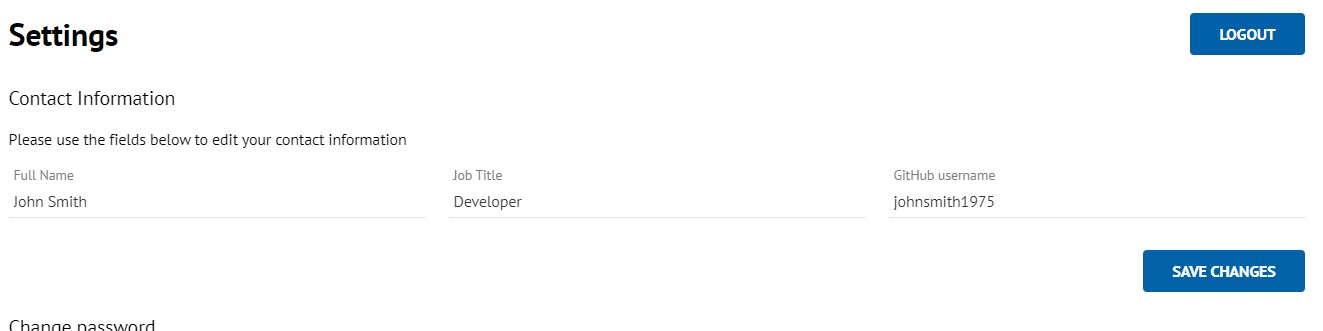 Settings
LOGOUT
Contact Information
Please use the fields below to edit your contact information
Full Name Job Title GitHub username
John Smith Developer johnsmith1975
SAVE CHANGES
Change password